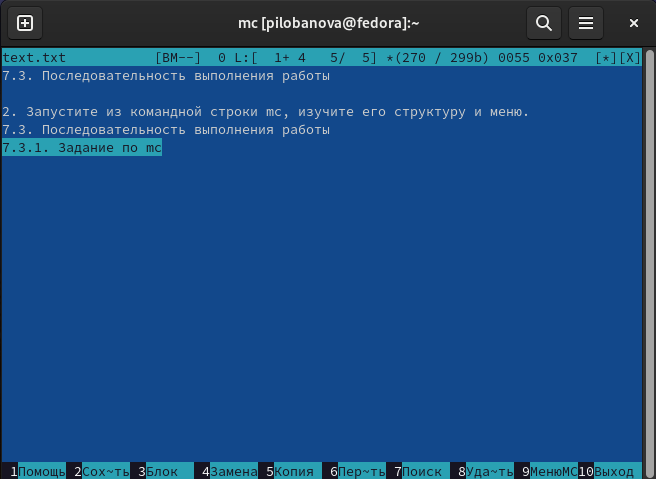 mc [pilobanova@fedora]:~
text.txt [BM--] 0 L:[ 1+ 4 5/ 5] *(270 / 299b) 0055 0x037 [*][X]
7.3. Последовательность выполнения работы
2. Запустите из командной строки mc, изучите его структуру и меню.
7.3. Последовательность выполнения работы
7.3.1. Задание по mc
1Помощь 2Сох~ть 3Блок 4Замена 5Копия 6Пер~ть 7Поиск 8Уда~ть 9МенюMC 10Выход